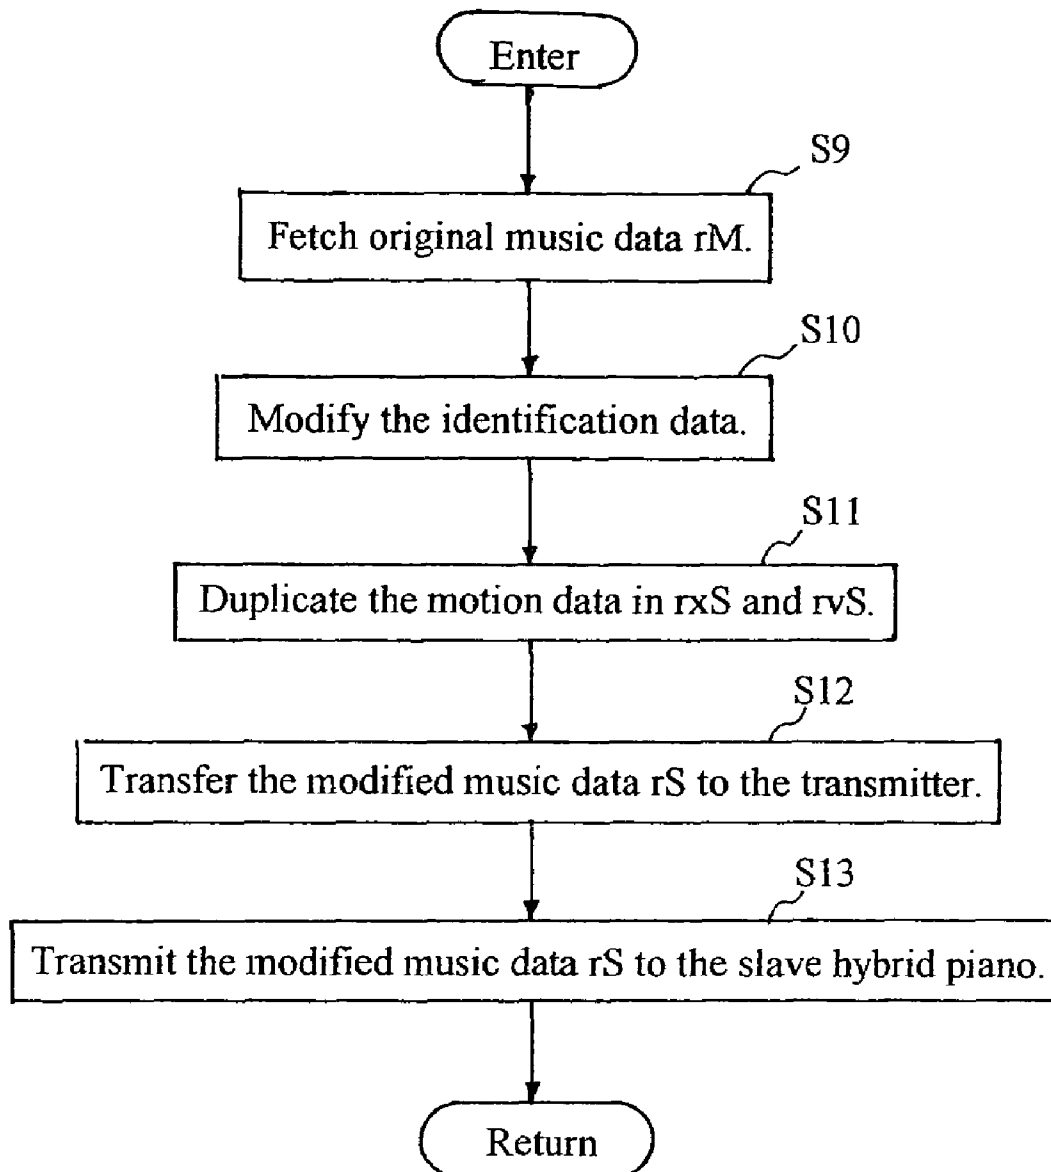 Enter
S9
Fetch original music data rM.
S10
Modify the identification data.
S11
Duplicate the motion data in rxS and rvS.
S12
Transfer the modified music data rS to the transmitter.
S13
Transmit the modified music data rS to the slave hybrid piano.
Return